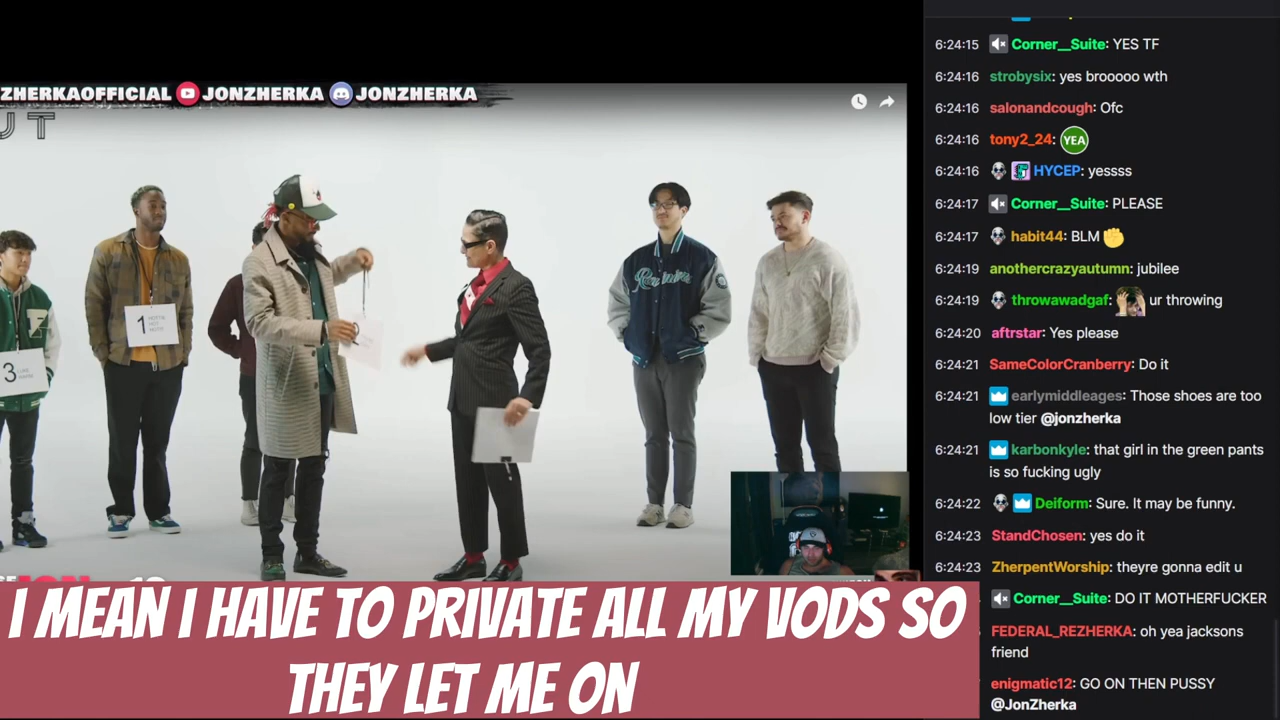 ZHERKAOFFICIAL JONZHERKA JONZHERKA
UT
1
3
6:24:15 Corner__Suite: YES TF
6:24:16 strobysix: yes brooooo wth
6:24:16 salonandcough: Ofc
6:24:16 tony2_24: YEA
6:24:16 HYCEP: yessss
6:24:17 Corner__Suite: PLEASE
6:24:17 habit44: BLM
6:24:19 anothercrazyautumn: jubilee
6:24:19 throwawadgaf: ur throwing
6:24:20 aftrstar: Yes please
6:24:21 SameColorCranberry: Do it
6:24:21 earlymiddleages: Those shoes are too
low tier @jonzherka
6:24:21 karbonkyle: that girl in the green pants
is so fucking ugly
6:24:22 Deiform: Sure. It may be funny.
6:24:23 StandChosen: yes do it
6:24:23 ZherpentWorship: theyre gonna edit u
Corner__Suite: DO IT MOTHERFUCKER
FEDERAL_REZHERKA: oh yea jacksons
friend
enigmatic12: GO ON THEN PUSSY
@JonZherka
I MEAN I HAVE TO PRIVATE ALL MY VODS SO
THEY LET ME ON